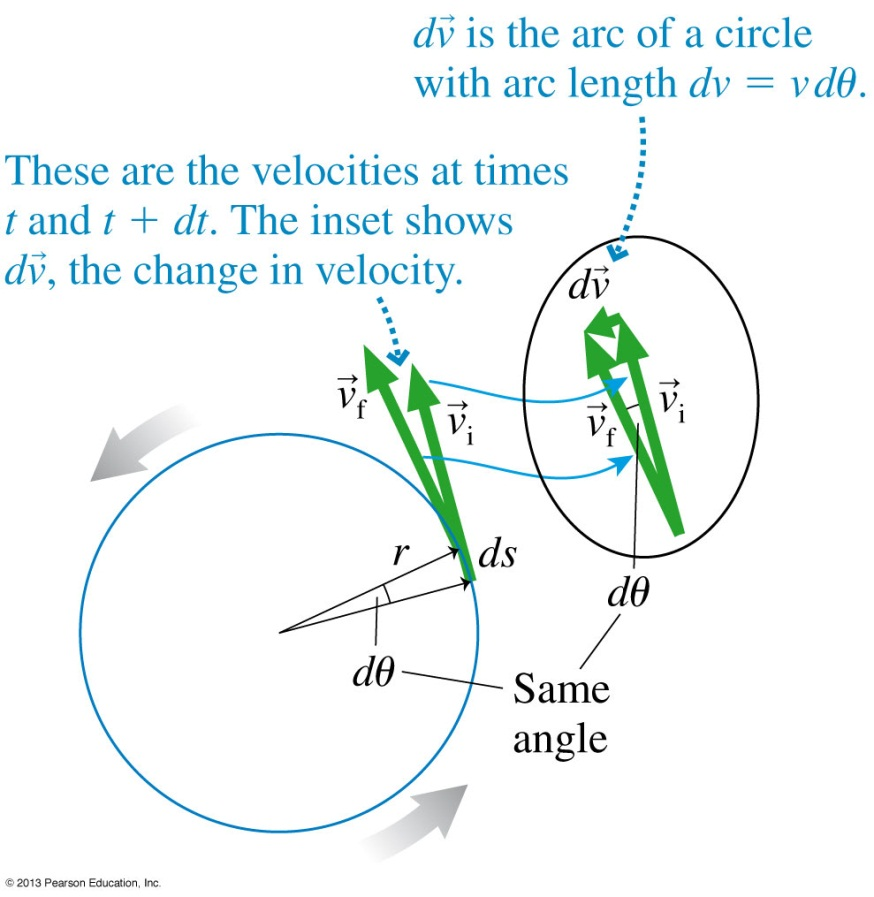 dv⃗ is the arc of a circle
with arc length dv = vdθ.
These are the velocities at times
t and t + dt. The inset shows
dv⃗, the change in velocity.
dv⃗
v⃗f
v⃗i
v⃗f
v⃗i
r
ds
dθ
dθ
Same
angle
© 2013 Pearson Education, Inc.